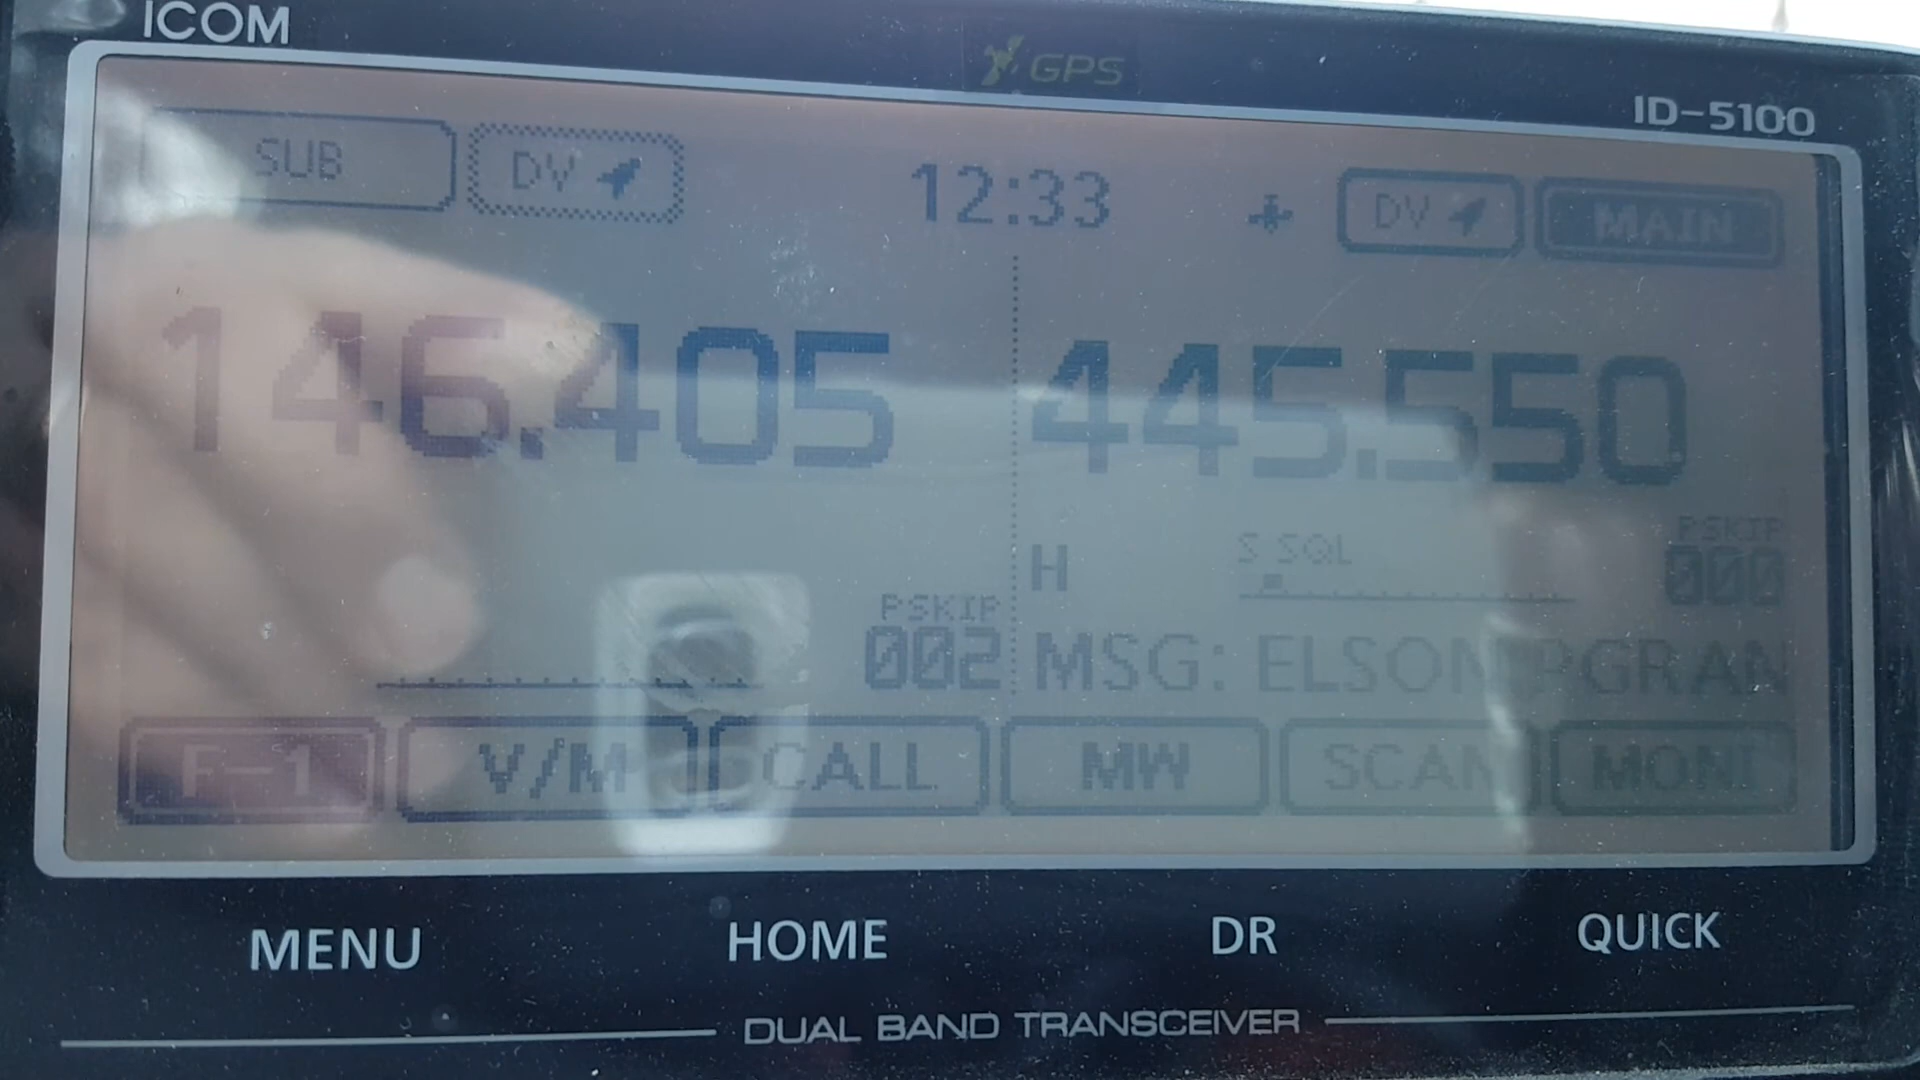 ICOM
GPS
ID-5100
SUB DV 12:33 DV MAIN
146.405 445.550
H S SQL PSKIP
000
PSKIP
002 MSG: ELSON PGRAN
F-1 V/M CALL MW SCAN MONI
MENU HOME DR QUICK
DUAL BAND TRANSCEIVER